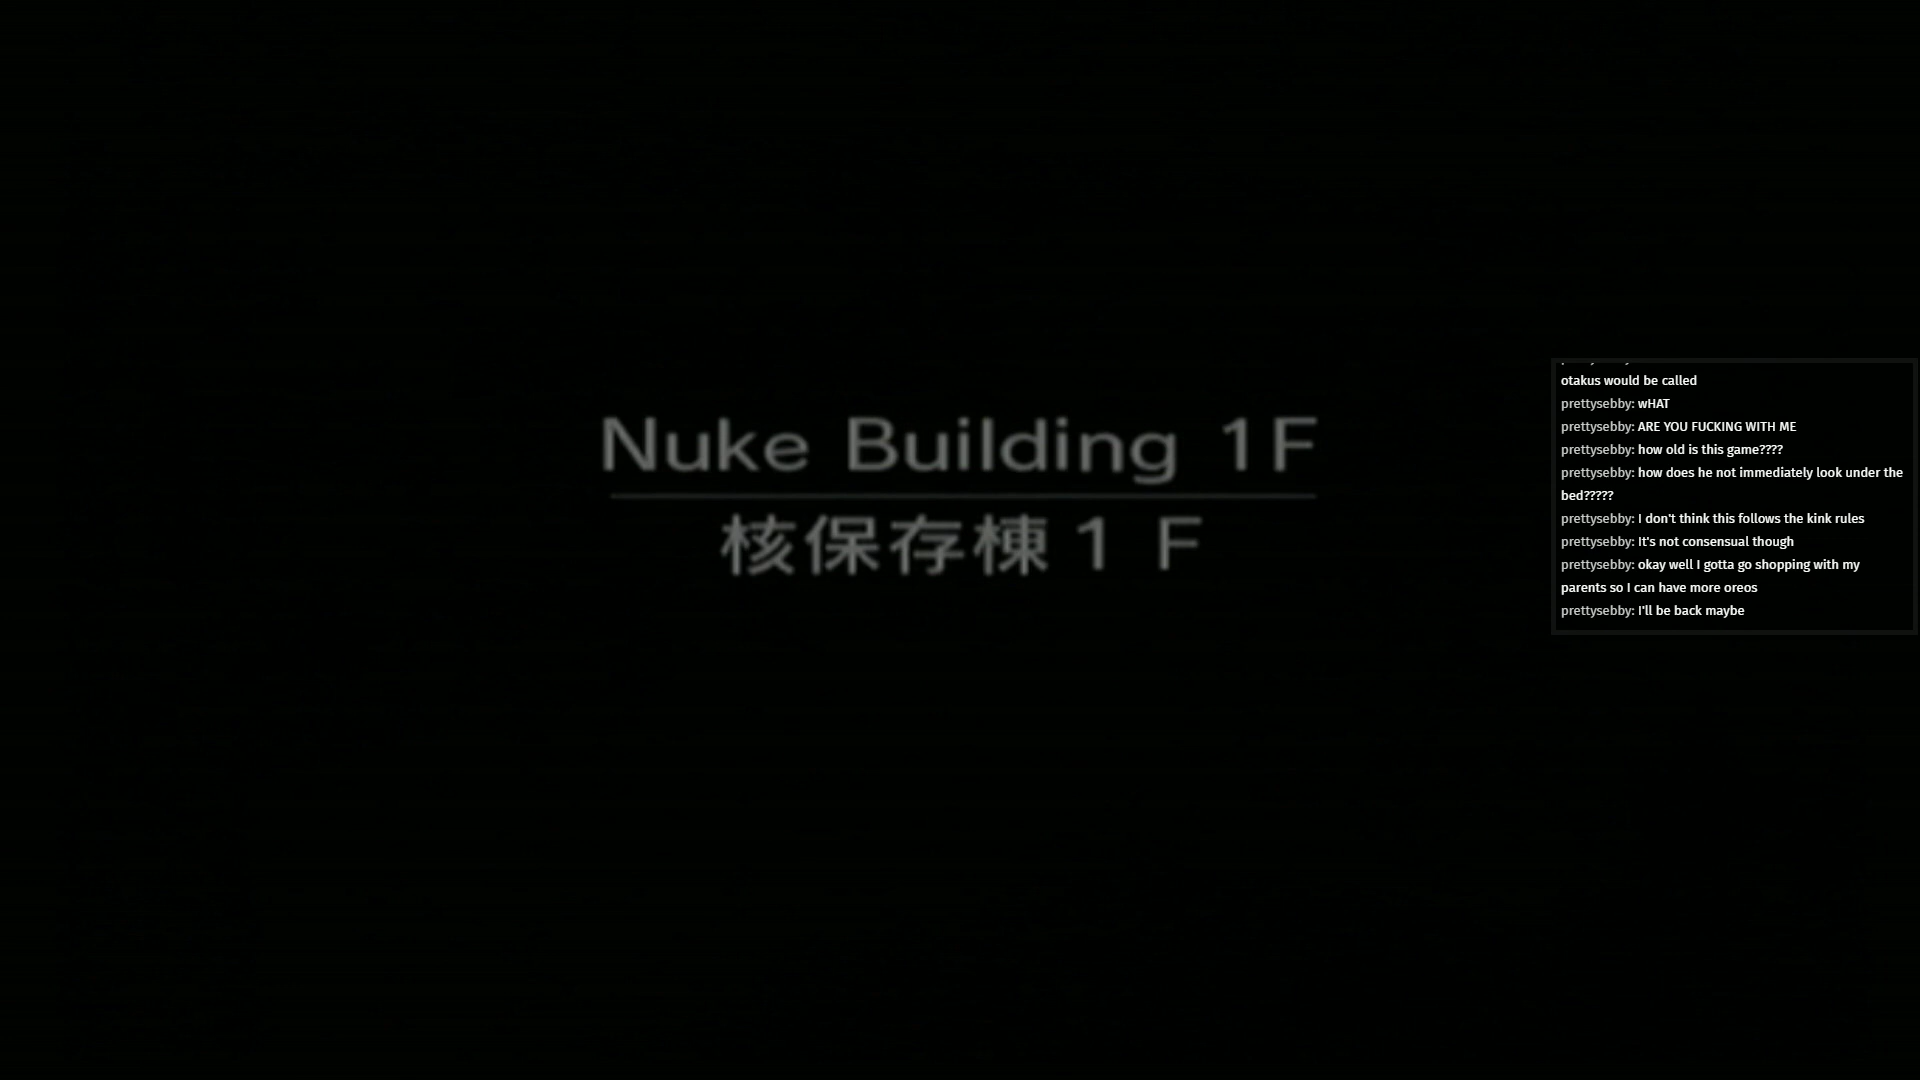 Nuke Building 1F
核保存棟1 F
otakus would be called
prettysebby: wHAT
prettysebby: ARE YOU FUCKING WITH ME
prettysebby: how old is this game????
prettysebby: how does he not immediately look under the
bed?????
prettysebby: I don't think this follows the kink rules
prettysebby: It's not consensual though
prettysebby: okay well I gotta go shopping with my
parents so I can have more oreos
prettysebby: I'll be back maybe